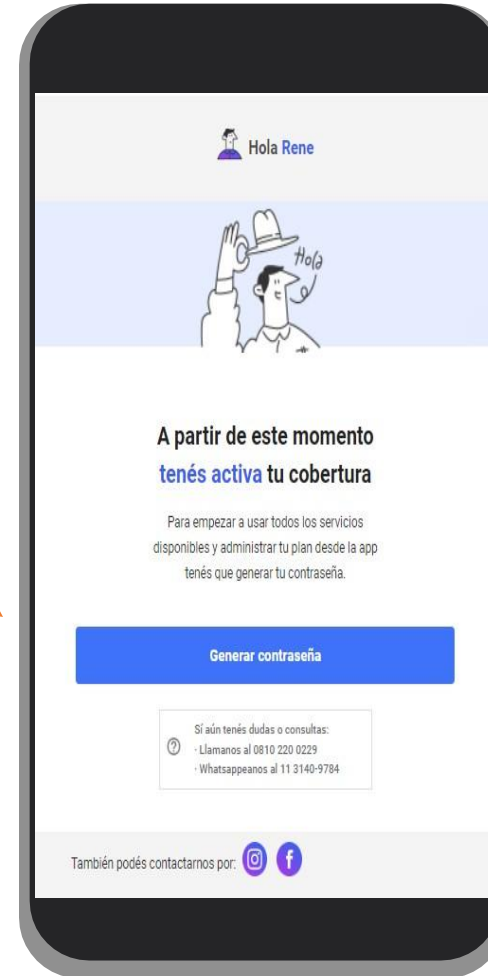 Hola Rene
Hola
A partir de este momento
tenés activa tu cobertura
Para empezar a usar todos los servicios
disponibles y administrar tu plan desde la app
tenés que generar tu contraseña.
Generar contraseña
Sí aún tenés dudas o consultas:
· Llamanos al 0810 220 0229
· Whatsappeanos al 11 3140-9784
También podés contactarnos por: